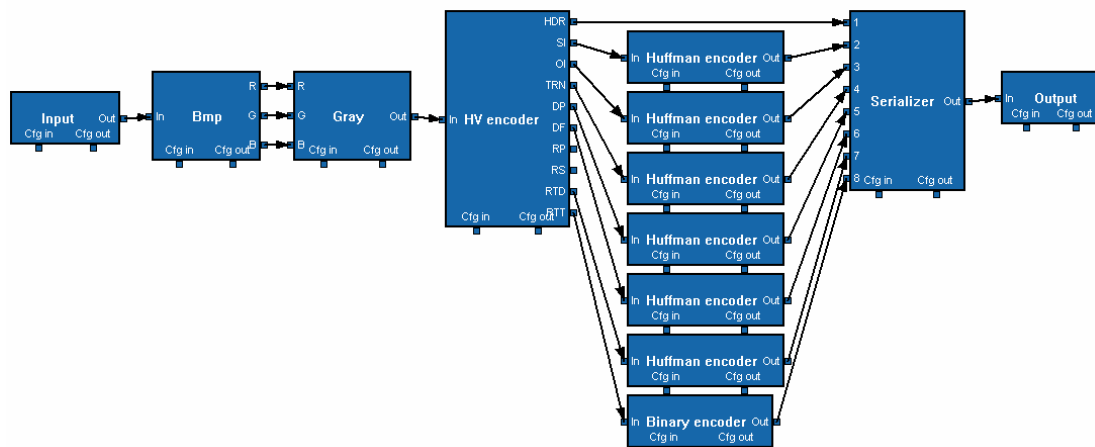 Input
Out
Cfg in Cfg out
In
Bmp
R
G
B
Cfg in Cfg out
R
G
B
Gray
Out
Cfg in Cfg out
In
HV encoder
HDR
SI
OI
TRN
DP
DF
RP
RS
RTD
RTT
Cfg in Cfg out
In Huffman encoder Out
Cfg in Cfg out
In Huffman encoder Out
Cfg in Cfg out
In Huffman encoder Out
Cfg in Cfg out
In Huffman encoder Out
Cfg in Cfg out
In Huffman encoder Out
Cfg in Cfg out
In Huffman encoder Out
Cfg in Cfg out
In Binary encoder Out
Cfg in Cfg out
1
2
3
4
5
6
7
8
Serializer
Out
Cfg in Cfg out
In
Output
Cfg in Cfg out